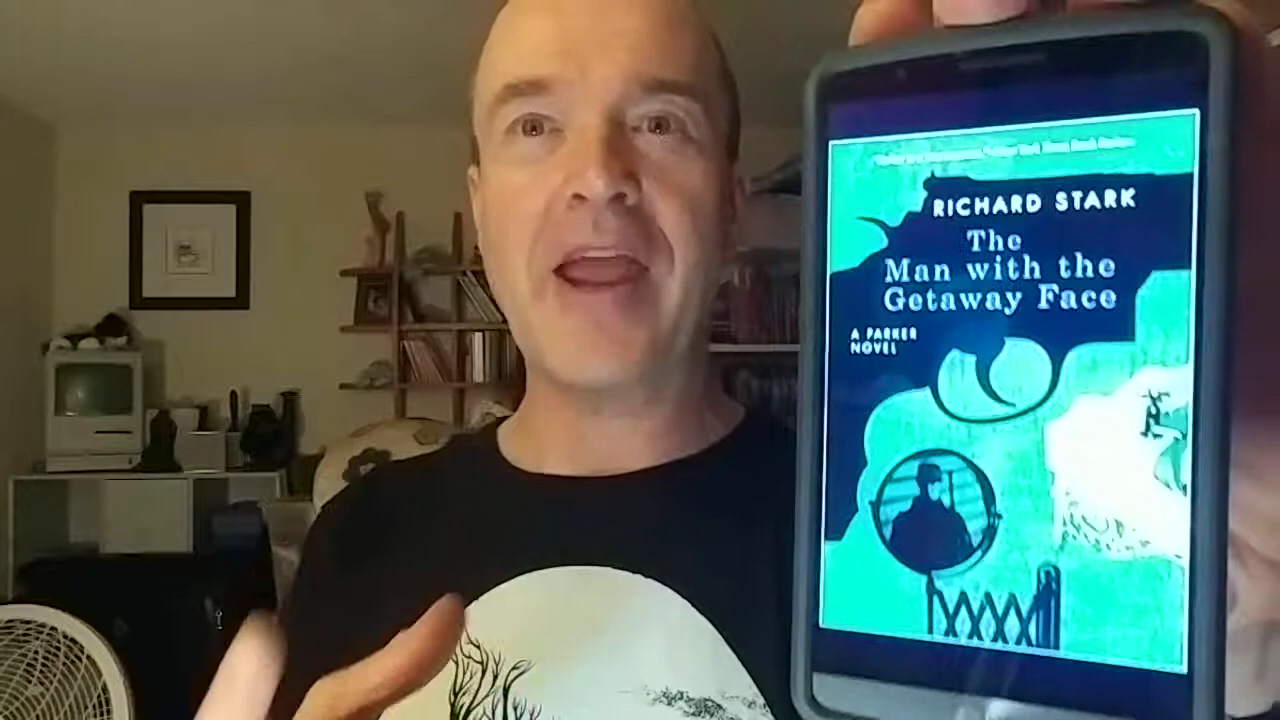 RICHARD STARK
The
Man with the
Getaway Face
A PARKER
NOVEL